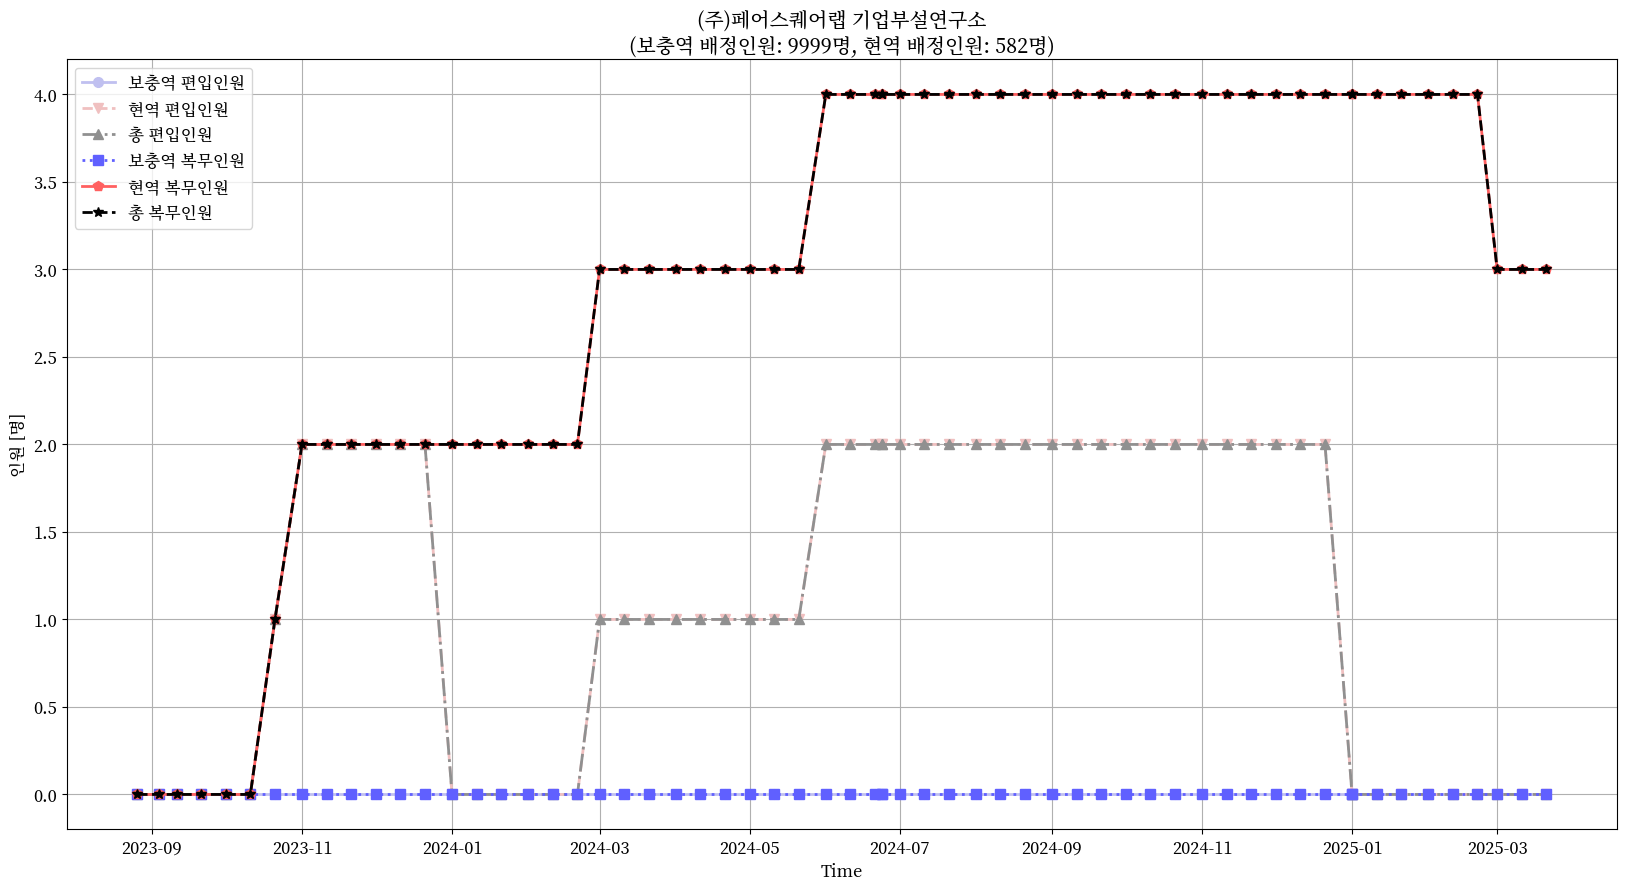 (주)페어스퀘어랩 기업부설연구소
(보충역 배정인원: 9999명, 현역 배정인원: 582명)
보충역 편입인원
현역 편입인원
총 편입인원
보충역 복무인원
현역 복무인원
총 복무인원
4.0
3.5
3.0
2.5
2.0
1.5
1.0
0.5
0.0
인원 [명]
2023-09 2023-11 2024-01 2024-03 2024-05 2024-07 2024-09 2024-11 2025-01 2025-03
Time